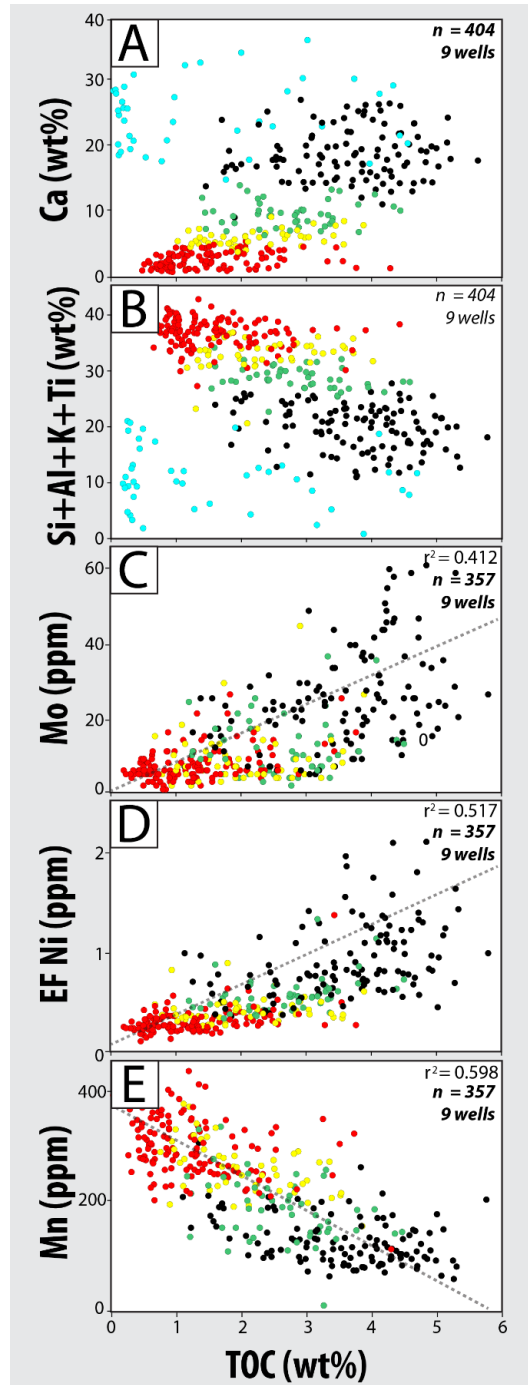 A
n = 404
9 wells
40
30
20
10
0
Ca (wt%)
B
n = 404
9 wells
40
30
20
10
0
Si+Al+K+Ti (wt%)
C
r² = 0.412
n = 357
9 wells
60
40
20
0
0
Mo (ppm)
D
r² = 0.517
n = 357
9 wells
2
1
0
EF Ni (ppm)
E
r² = 0.598
n = 357
9 wells
400
200
0
Mn (ppm)
0 1 2 3 4 5 6
TOC (wt%)